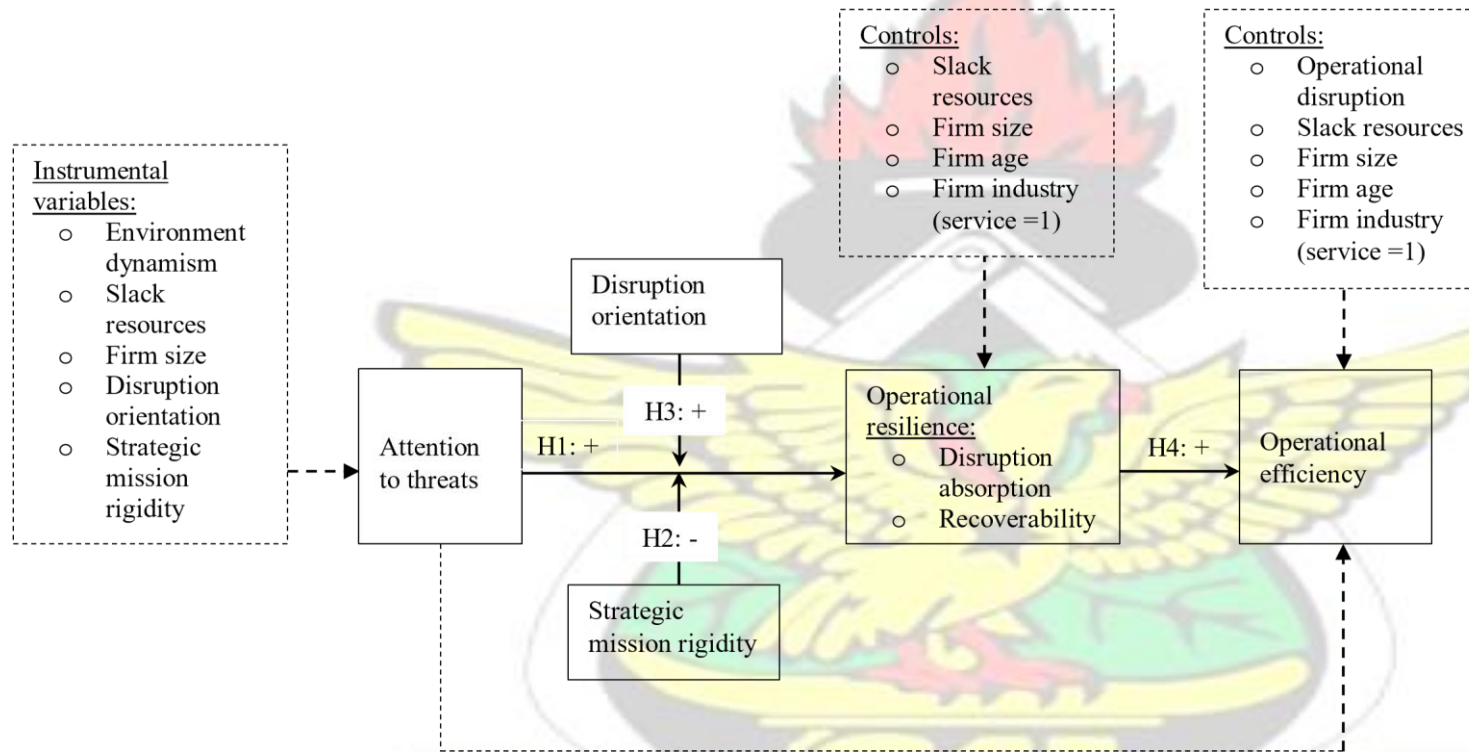 Instrumental
variables:
o Environment
dynamism
o Slack
resources
o Firm size
o Disruption
orientation
o Strategic
mission
rigidity
Attention
to threats
H1: +
Disruption
orientation
H3: +
H2: -
Strategic
mission rigidity
Controls:
o Slack
resources
o Firm size
o Firm age
o Firm industry
(service =1)
Operational
resilience:
o Disruption
absorption
o Recoverability
H4: +
Controls:
o Operational
disruption
o Slack resources
o Firm size
o Firm age
o Firm industry
(service =1)
Operational
efficiency